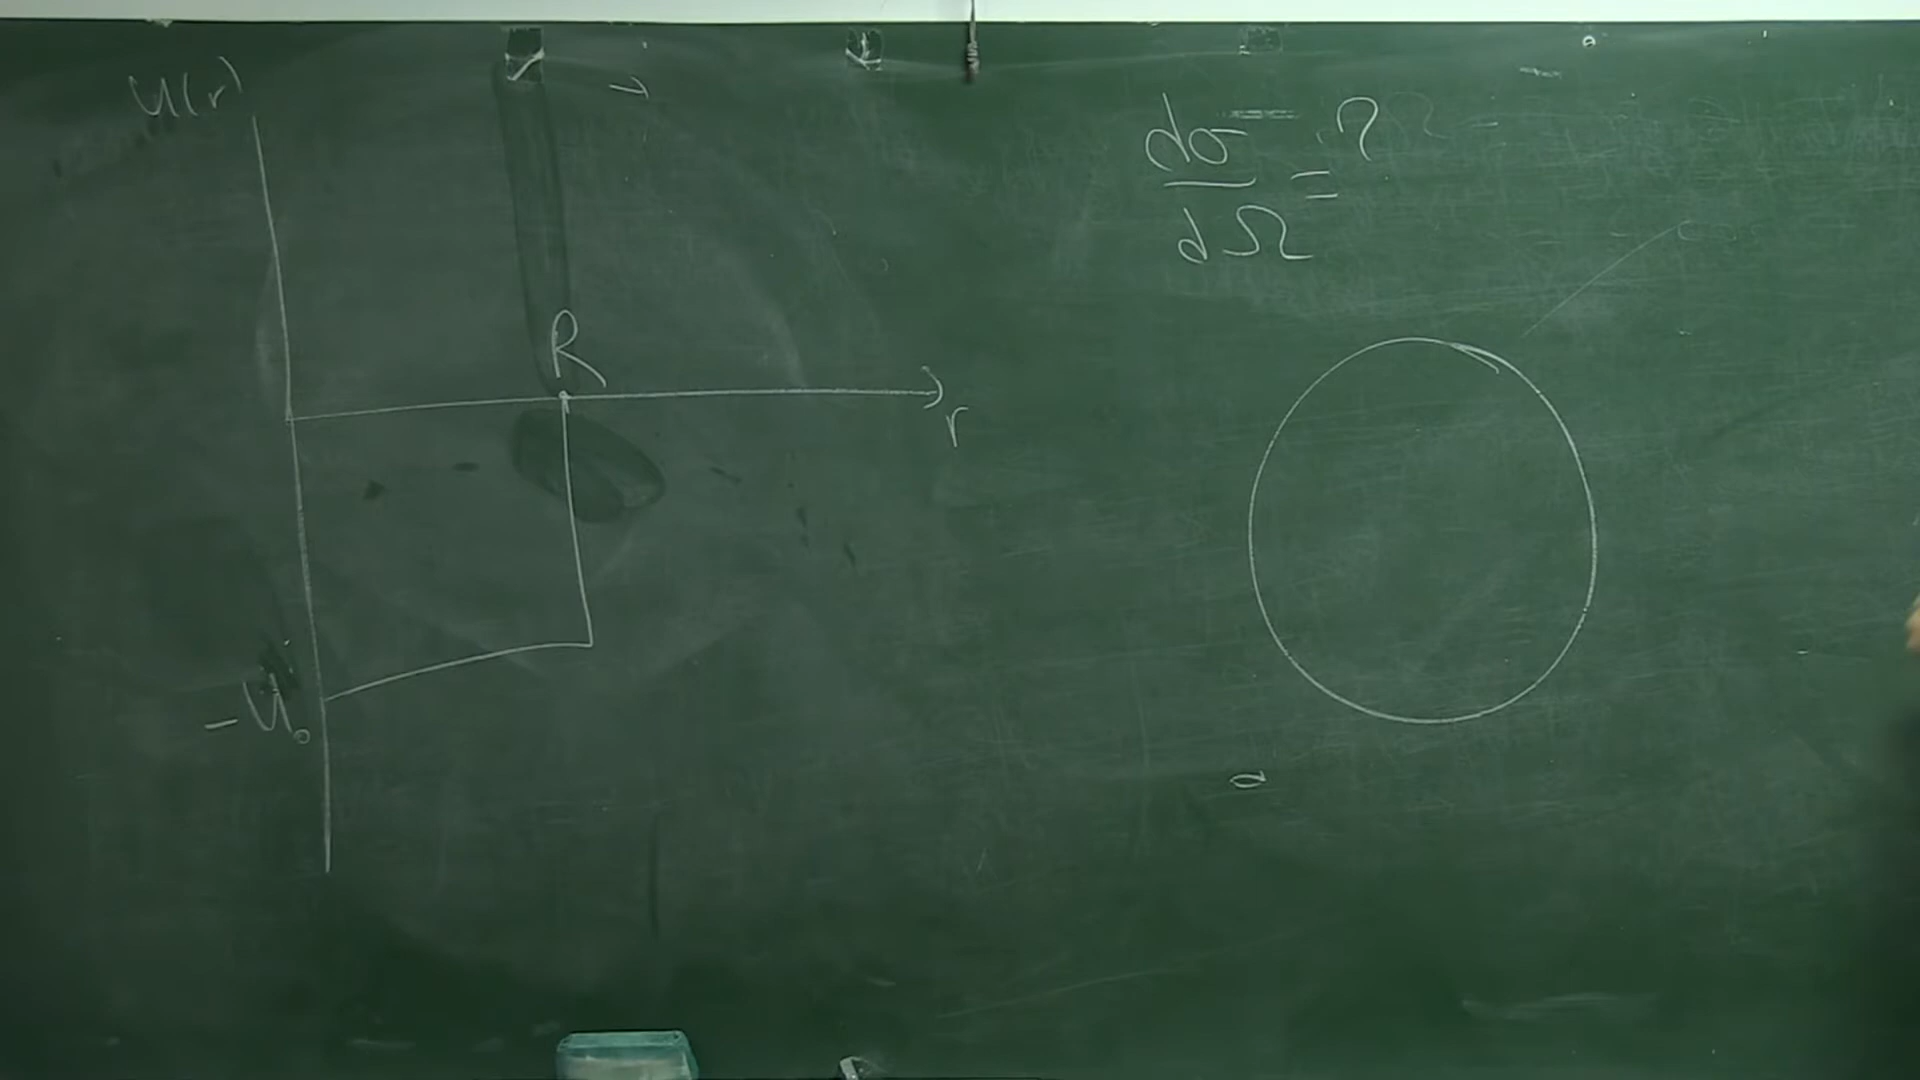 U(r)
R
r
-U₀
dσ/dΩ = ?